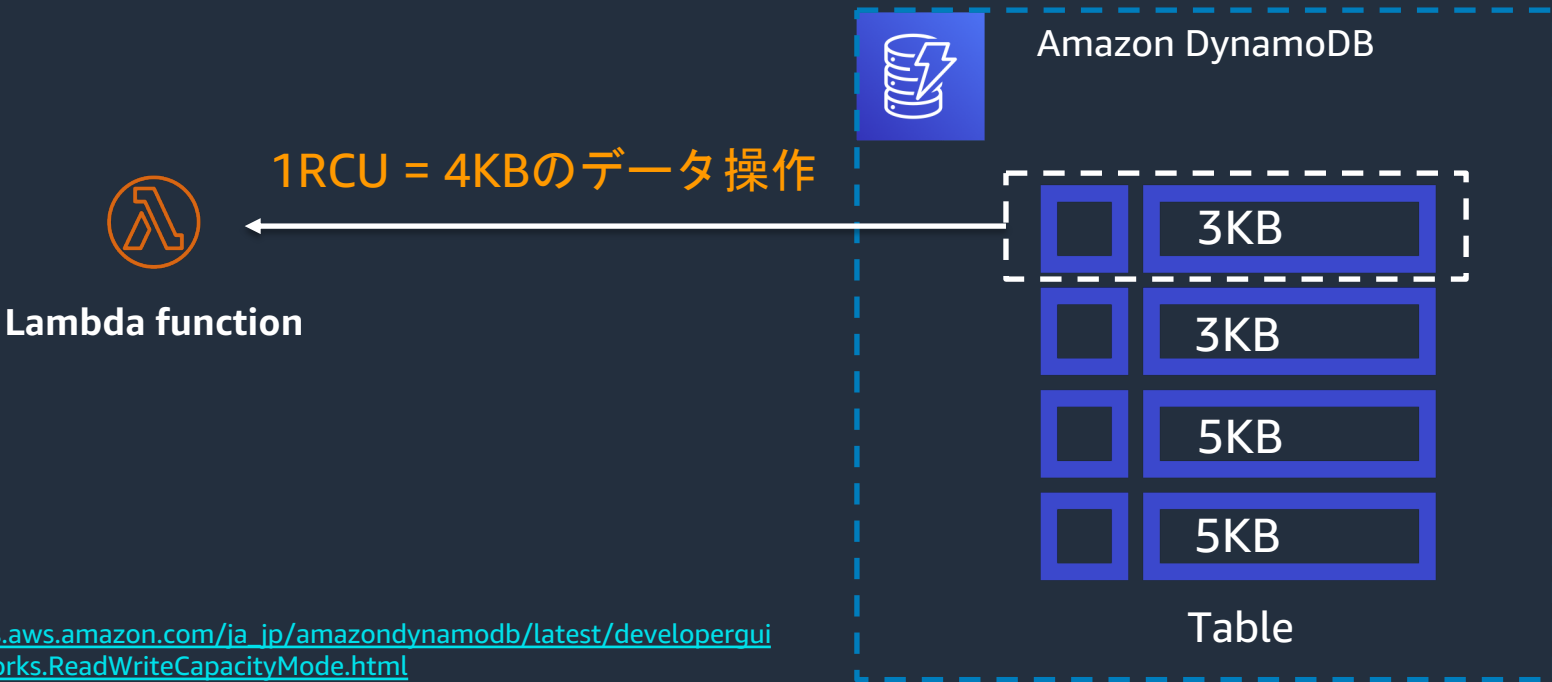 Amazon DynamoDB
1RCU = 4KBのデータ操作
3KB
Lambda function
3KB
5KB
5KB
Table
.aws.amazon.com/ja_jp/amazondynamodb/latest/developergui
orks.ReadWriteCapacityMode.html